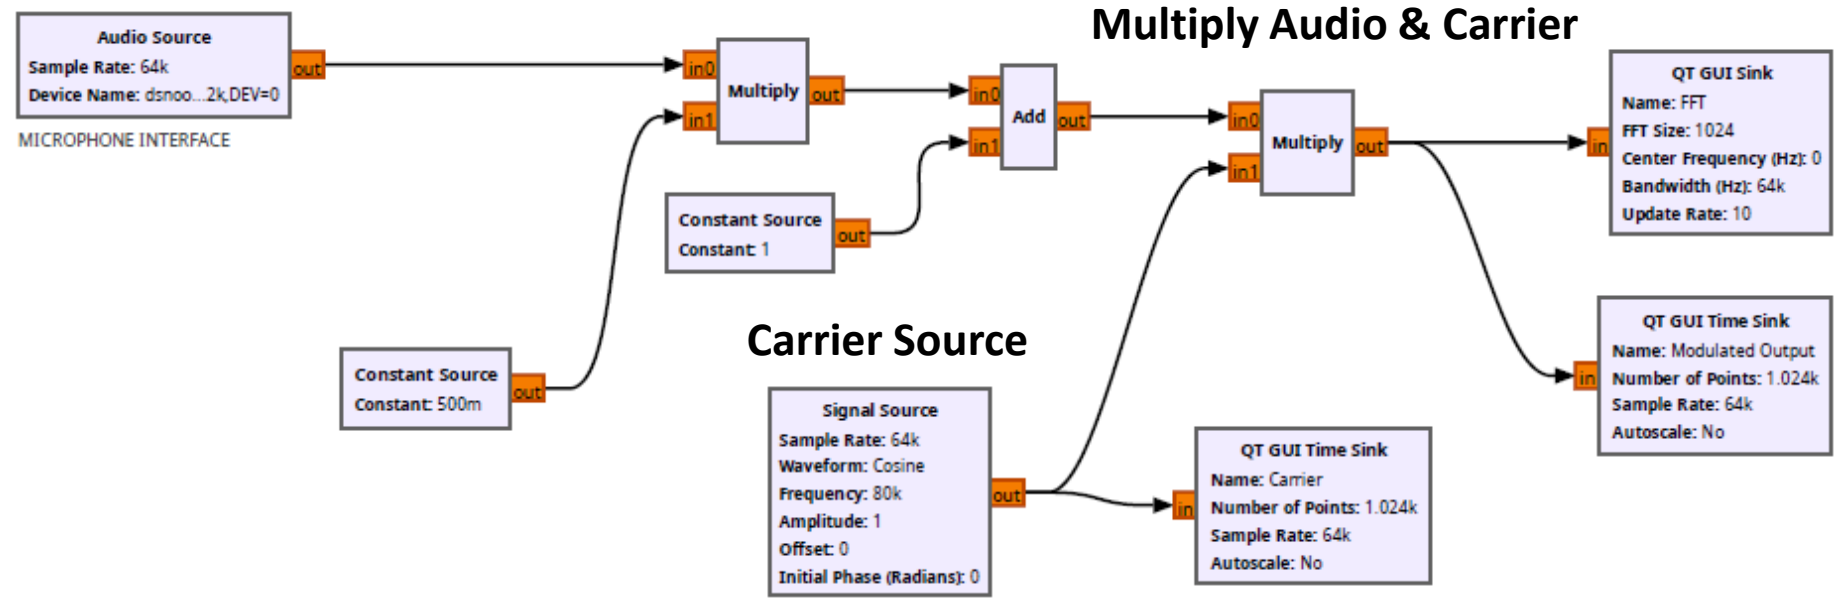 Multiply Audio & Carrier
Audio Source
Sample Rate: 64k
Device Name: dsnoo...2k,DEV=0
out
MICROPHONE INTERFACE
in0
in1
Multiply
out
in0
in1
Add
out
in0
in1
Multiply
out
in
QT GUI Sink
Name: FFT
FFT Size: 1024
Center Frequency (Hz): 0
Bandwidth (Hz): 64k
Update Rate: 10
Constant Source
Constant: 1
out
Carrier Source
Constant Source
Constant: 500m
out
Signal Source
Sample Rate: 64k
Waveform: Cosine
Frequency: 80k
Amplitude: 1
Offset: 0
Initial Phase (Radians): 0
out
in
QT GUI Time Sink
Name: Carrier
Number of Points: 1.024k
Sample Rate: 64k
Autoscale: No
in
QT GUI Time Sink
Name: Modulated Output
Number of Points: 1.024k
Sample Rate: 64k
Autoscale: No